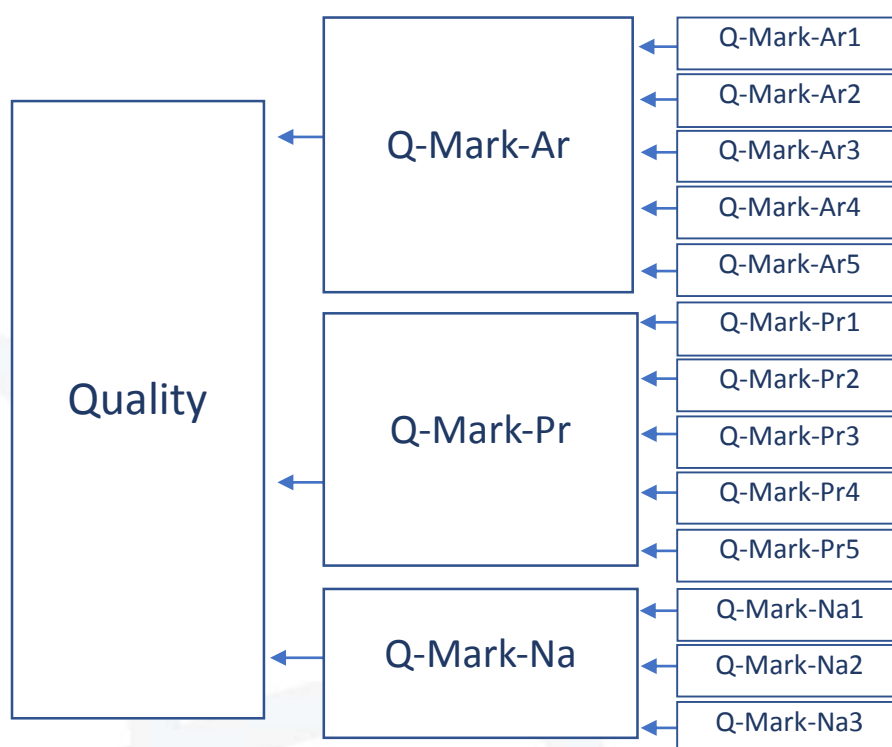 Quality
Q-Mark-Ar
Q-Mark-Ar1
Q-Mark-Ar2
Q-Mark-Ar3
Q-Mark-Ar4
Q-Mark-Ar5
Q-Mark-Pr
Q-Mark-Pr1
Q-Mark-Pr2
Q-Mark-Pr3
Q-Mark-Pr4
Q-Mark-Pr5
Q-Mark-Na
Q-Mark-Na1
Q-Mark-Na2
Q-Mark-Na3